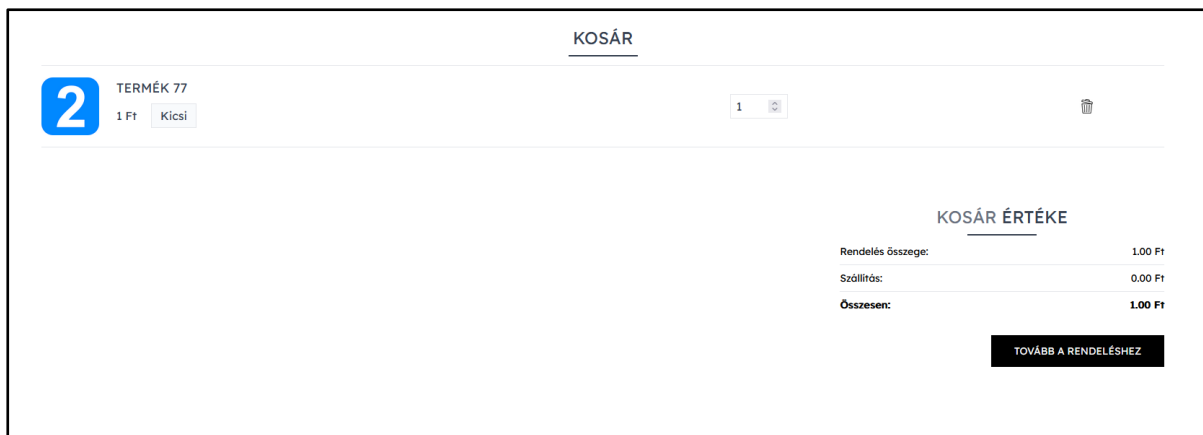 KOSÁR
2
TERMÉK 77
1 Ft Kicsi
1
KOSÁR ÉRTÉKE
Rendelés összege: 1.00 Ft
Szállítás: 0.00 Ft
Összesen: 1.00 Ft
TOVÁBB A RENDELÉSHEZ